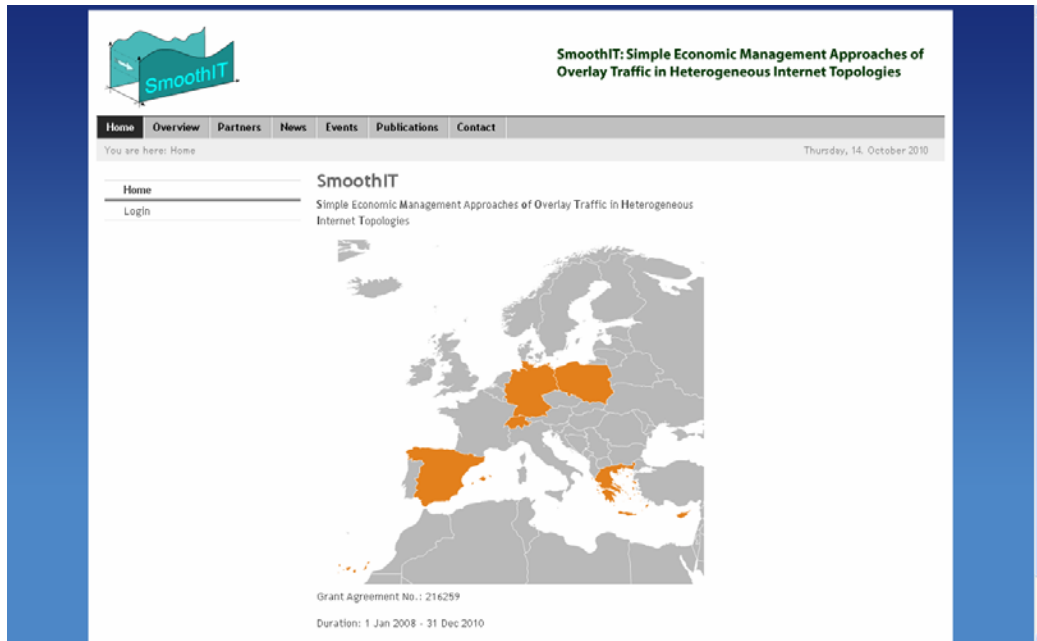 SmoothIT
SmoothIT: Simple Economic Management Approaches of
Overlay Traffic in Heterogeneous Internet Topologies
Home Overview Partners News Events Publications Contact
You are here: Home
Thursday, 14. October 2010
Home
Login
SmoothIT
Simple Economic Management Approaches of Overlay Traffic in Heterogeneous
Internet Topologies
Grant Agreement No.: 216259
Duration: 1 Jan 2008 - 31 Dec 2010